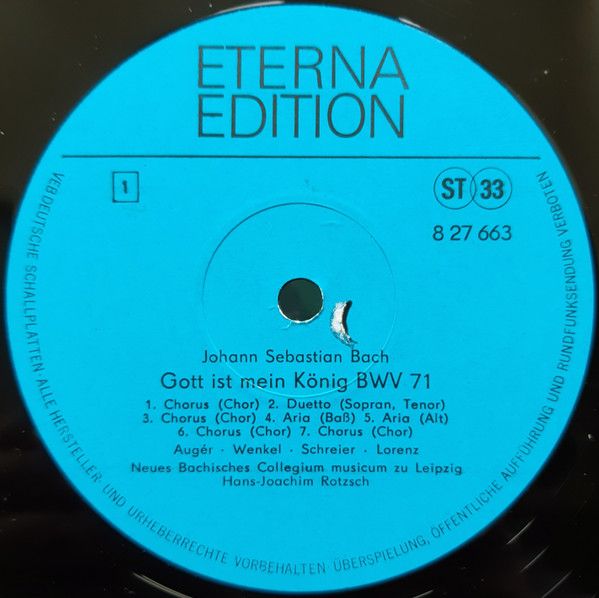 ETERNA
EDITION
1
ST 33
8 27 663
Johann Sebastian Bach
Gott ist mein König BWV 71
1. Chorus (Chor) 2. Duetto (Sopran, Tenor)
3. Chorus (Chor) 4. Aria (Baß) 5. Aria (Alt)
6. Chorus (Chor) 7. Chorus (Chor)
Augér · Wenkel · Schreier · Lorenz
Neues Bachisches Collegium musicum zu Leipzig
Hans-Joachim Rotzsch
VEB DEUTSCHE SCHALLPLATTEN ALLE HERSTELLER- UND URHEBERRECHTE VORBEHALTEN ÜBERSPIELUNG, ÖFFENTLICHE AUFFÜHRUNG UND RUNDFUNKSENDUNG VERBOTEN